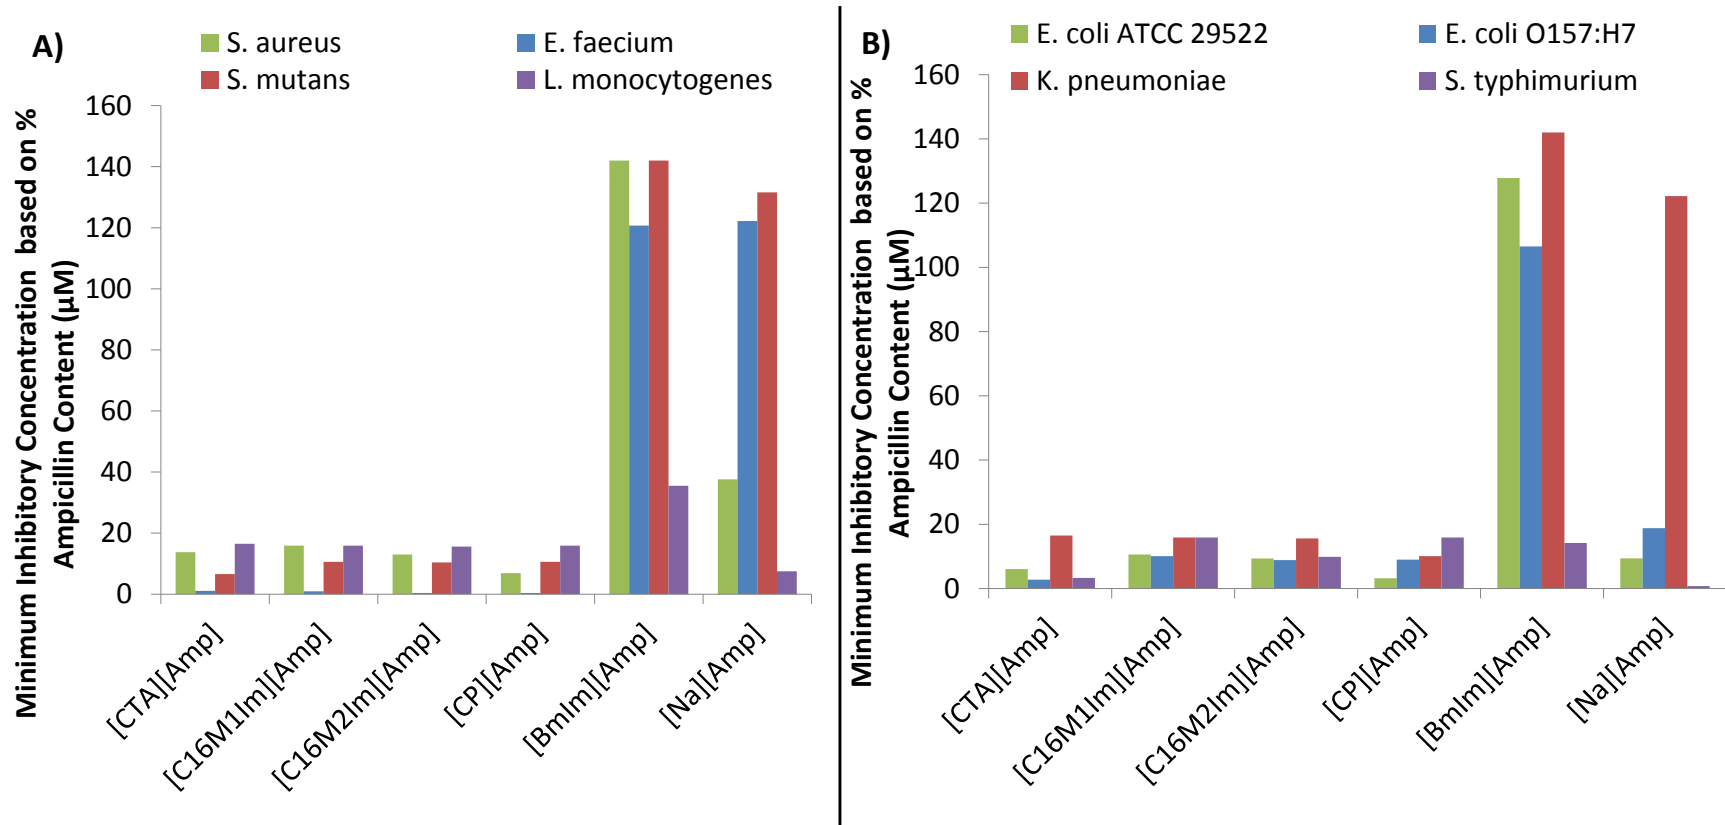 A)
S. aureus
E. faecium
S. mutans
L. monocytogenes
Minimum Inhibitory Concentration based on %
Ampicillin Content (µM)
160
140
120
100
80
60
40
20
0
[CTA][Amp]
[C16M1Im][Amp]
[C16M2Im][Amp]
[CP][Amp]
[BmIm][Amp]
[Na][Amp]
B)
E. coli ATCC 29522
E. coli O157:H7
K. pneumoniae
S. typhimurium
Minimum Inhibitory Concentration based on %
Ampicillin Content (µM)
160
140
120
100
80
60
40
20
0
[CTA][Amp]
[C16M1Im][Amp]
[C16M2Im][Amp]
[CP][Amp]
[BmIm][Amp]
[Na][Amp]